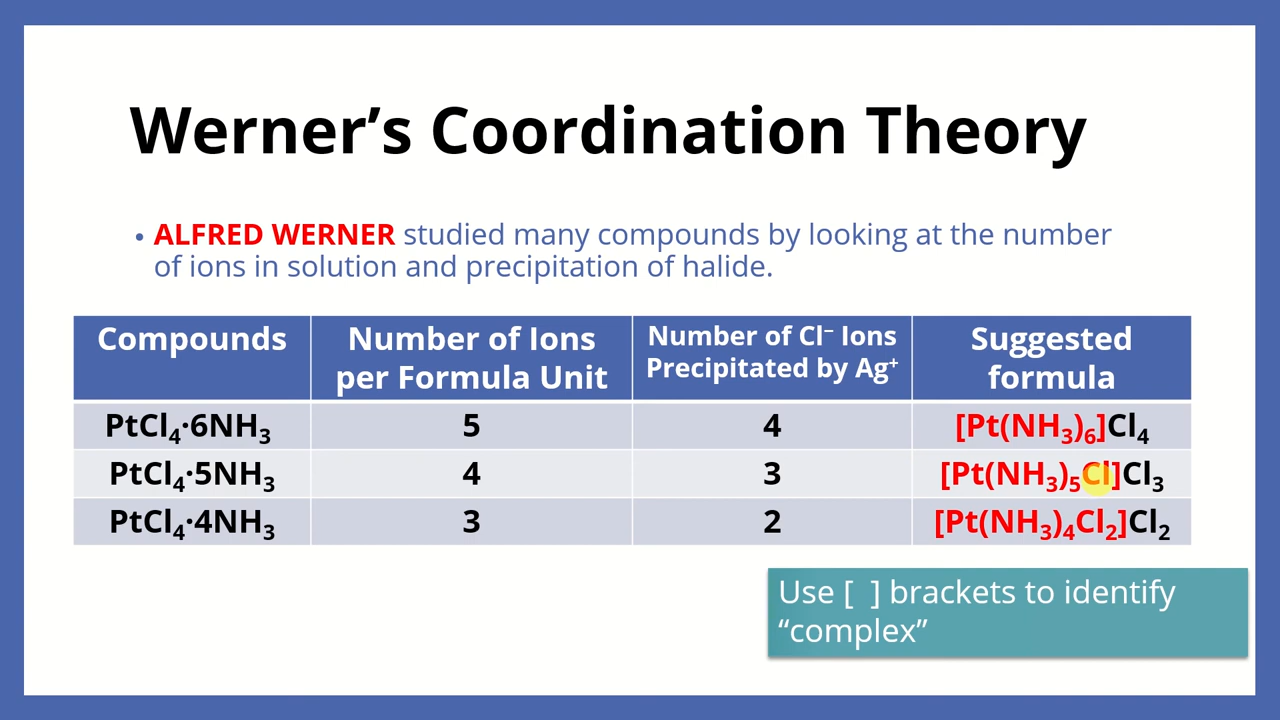 Werner’s Coordination Theory
• ALFRED WERNER studied many compounds by looking at the number
of ions in solution and precipitation of halide.
Compounds | Number of Ions per Formula Unit | Number of Cl⁻ Ions Precipitated by Ag⁺ | Suggested formula
PtCl₄·6NH₃ | 5 | 4 | [Pt(NH₃)₆]Cl₄
PtCl₄·5NH₃ | 4 | 3 | [Pt(NH₃)₅Cl]Cl₃
PtCl₄·4NH₃ | 3 | 2 | [Pt(NH₃)₄Cl₂]Cl₂
Use [ ] brackets to identify
“complex”